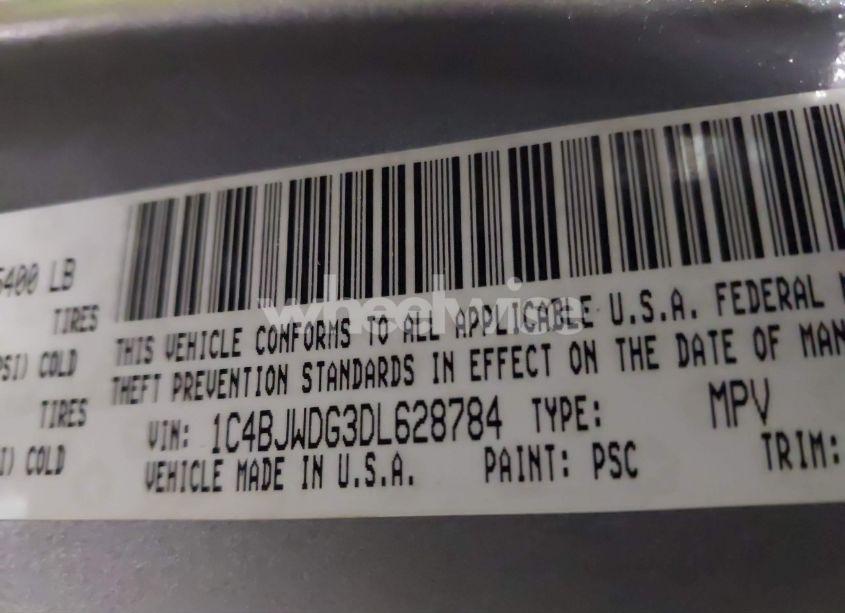 5400 LB
TIRES
THIS VEHICLE CONFORMS TO ALL APPLICABLE U.S.A. FEDERAL
PSI) COLD
THEFT PREVENTION STANDARDS IN EFFECT ON THE DATE OF MAN
TIRES
VIN: 1C4BJWDG3DL628784 TYPE: MPV
I) COLD
VEHICLE MADE IN U.S.A. PAINT: PSC TRIM:
wheelwise